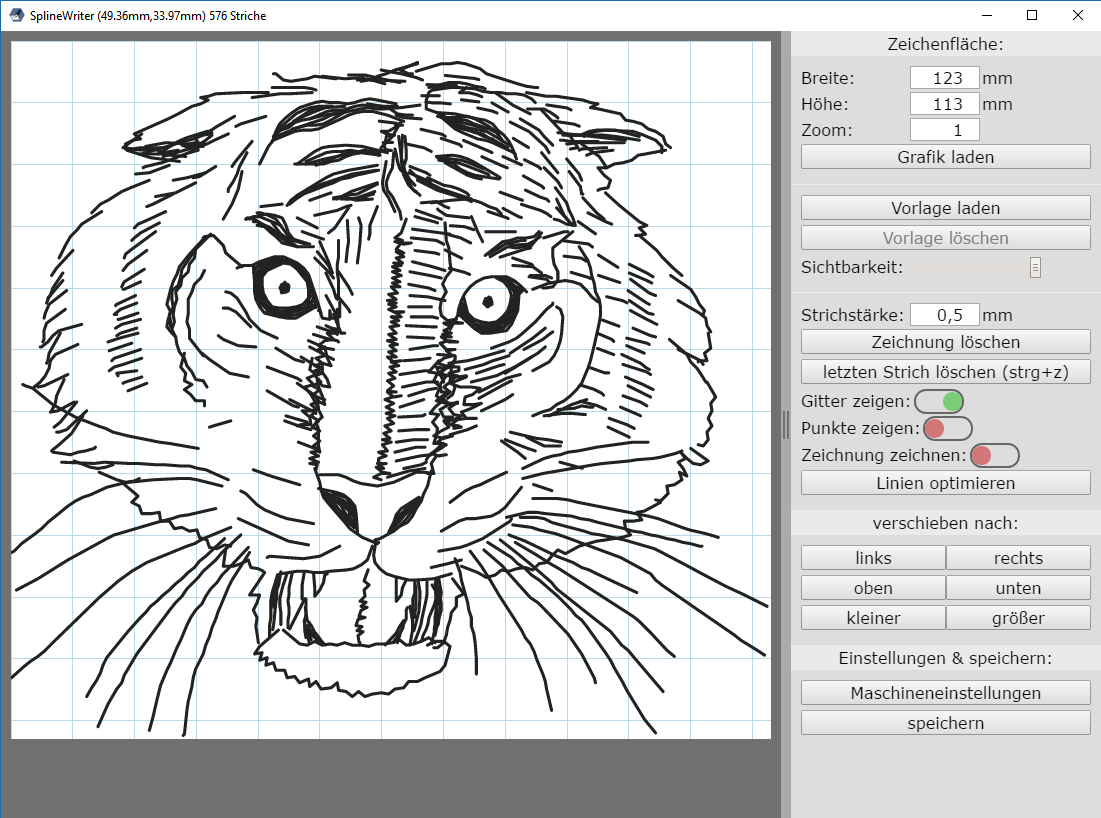 SplineWriter (49.36mm,33.97mm) 576 Striche
Zeichenfläche:
Breite: 123 mm
Höhe: 113 mm
Zoom: 1
Grafik laden
Vorlage laden
Vorlage löschen
Sichtbarkeit:
Strichstärke: 0,5 mm
Zeichnung löschen
letzten Strich löschen (strg+z)
Gitter zeigen:
Punkte zeigen:
Zeichnung zeichnen:
Linien optimieren
verschieben nach:
links rechts
oben unten
kleiner größer
Einstellungen & speichern:
Maschineneinstellungen
speichern